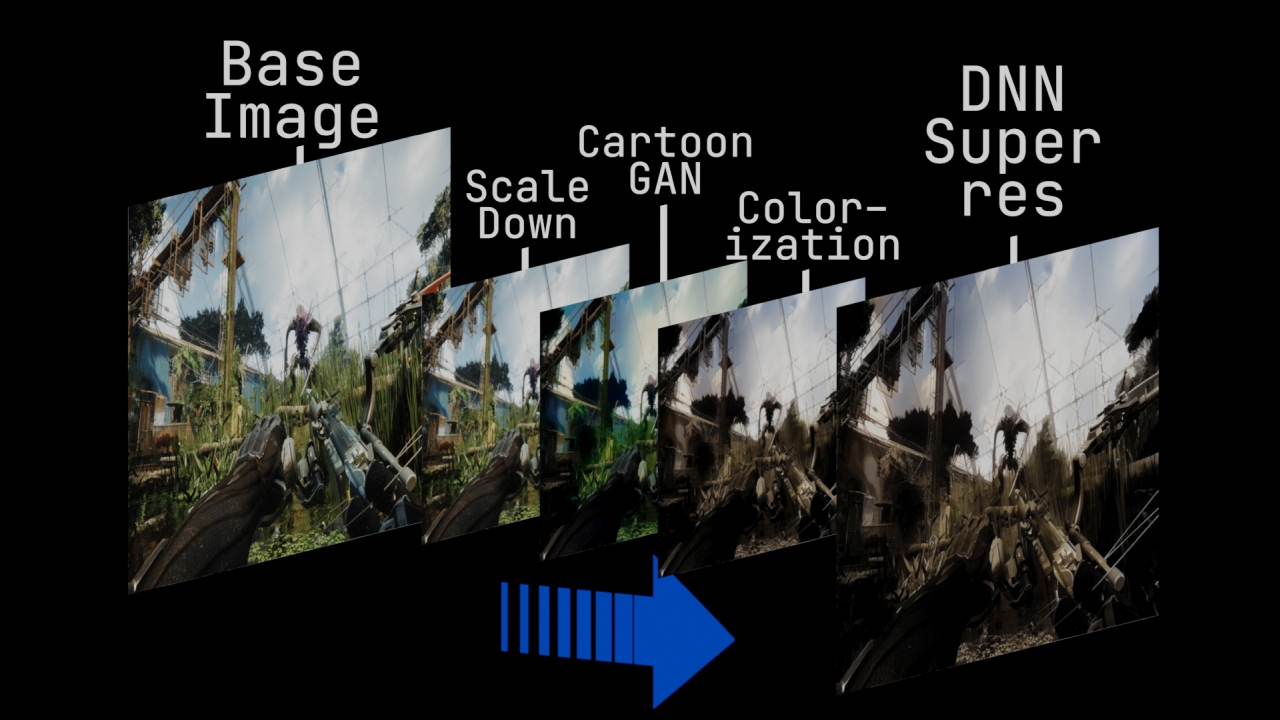 Base
Image
Scale
Down
Cartoon
GAN
Color-
ization
DNN
Super
res